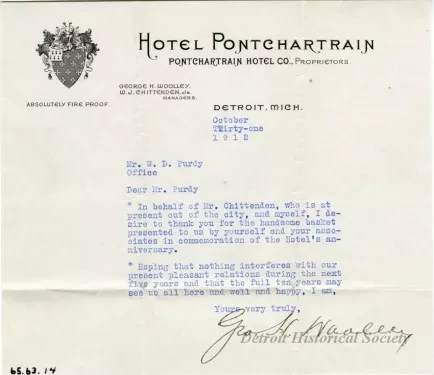 HOTEL PONTCHARTRAIN
PONTCHARTRAIN HOTEL CO., PROPRIETORS.
GEORGE H. WOOLLEY,
W. J. CHITTENDEN, JR.
MANAGERS.
ABSOLUTELY FIRE PROOF.
DETROIT, MICH.
October
Thirty-one
1 9 1 2
Mr. W. D. Purdy
Office
Dear Mr. Purdy
" In behalf of Mr. Chittenden, who is at
present out of the city, and myself, I de-
sire to thank you for the handsome basket
presented to us by yourself and your asso-
ciates in commemoration of the Hotel's an-
niversary.
" Hoping that nothing interferes with our
present pleasant relations during the next
five years and that the full ten years may
see us all here and well and happy, I am,
Yours very truly,
Geo H. Woolley
Detroit Historical Society
65.63.14